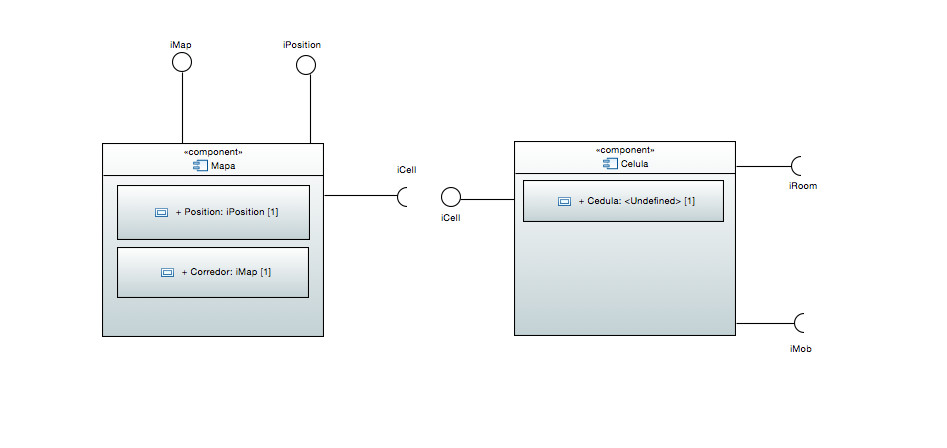 iMap
iPosition
«component»
Mapa
+ Position: iPosition [1]
+ Corredor: iMap [1]
iCell
iCell
«component»
Celula
+ Cedula: <Undefined> [1]
iRoom
iMob